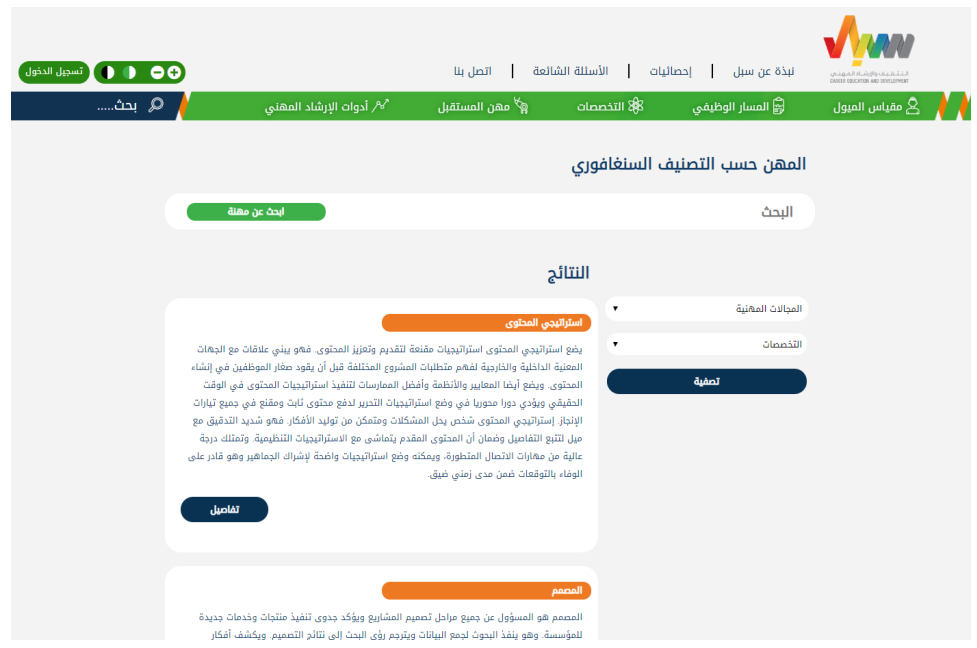 سبل
التثقيف والإرشاد المهني
CAREER EDUCATION AND DEVELOPMENT
نبذة عن سبل | إحصائيات | الأسئلة الشائعة | اتصل بنا
تسجيل الدخول
مقياس الميول
المسار الوظيفي
التخصصات
مهن المستقبل
أدوات الإرشاد المهني
بحث.....
المهن حسب التصنيف السنغافوري
البحث
ابحث عن مهنة
النتائج
المجالات المهنية
التخصصات
تصفية
استراتيجي المحتوى
يضع استراتيجي المحتوى استراتيجيات مقنعة لتقديم وتعزيز المحتوى. فهو يبني علاقات مع الجهات
المعنية الداخلية والخارجية لفهم متطلبات المشروع المختلفة قبل أن يقود صغار الموظفين في إنشاء
المحتوى. ويضع أيضا المعايير والأنظمة وأفضل الممارسات لتنفيذ استراتيجيات المحتوى في الوقت
الحقيقي ويؤدي دورا محوريا في وضع استراتيجيات التحرير لدفع محتوى ثابت ومقنع في جميع تيارات
الإنجاز. إستراتيجي المحتوى شخص يحل المشكلات ومتمكن من توليد الأفكار. فهو شديد التدقيق مع
ميل لتتبع التفاصيل وضمان أن المحتوى المقدم يتماشى مع الاستراتيجيات التنظيمية. وتمتلك درجة
عالية من مهارات الاتصال المتطورة، ويمكنه وضع استراتيجيات واضحة لإشراك الجماهير وهو قادر على
الوفاء بالتوقعات ضمن مدى زمني ضيق.
تفاصيل
المصمم
المصمم هو المسؤول عن جميع مراحل تصميم المشاريع ويؤكد جدوى تنفيذ منتجات وخدمات جديدة
للمؤسسة. وهو ينفذ البحوث لجمع البيانات ويترجم رؤى البحث إلى نتائج التصميم. ويكشف أفكار